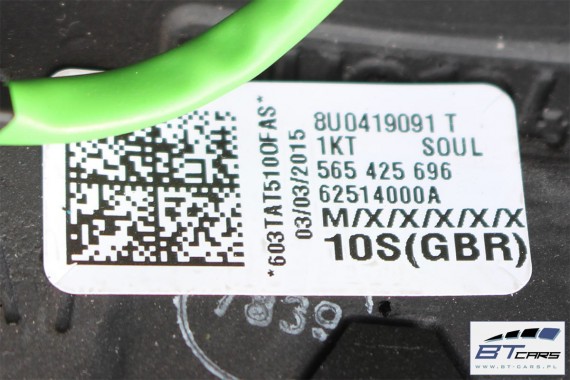 8U0419091 T
1KT SOUL
565 425 696
62514000A
M/X/X/X/X/X
10S(GBR)
*603TAT5100FAS*
03/03/2015
BTCARS
WWW.BT-CARS.PL